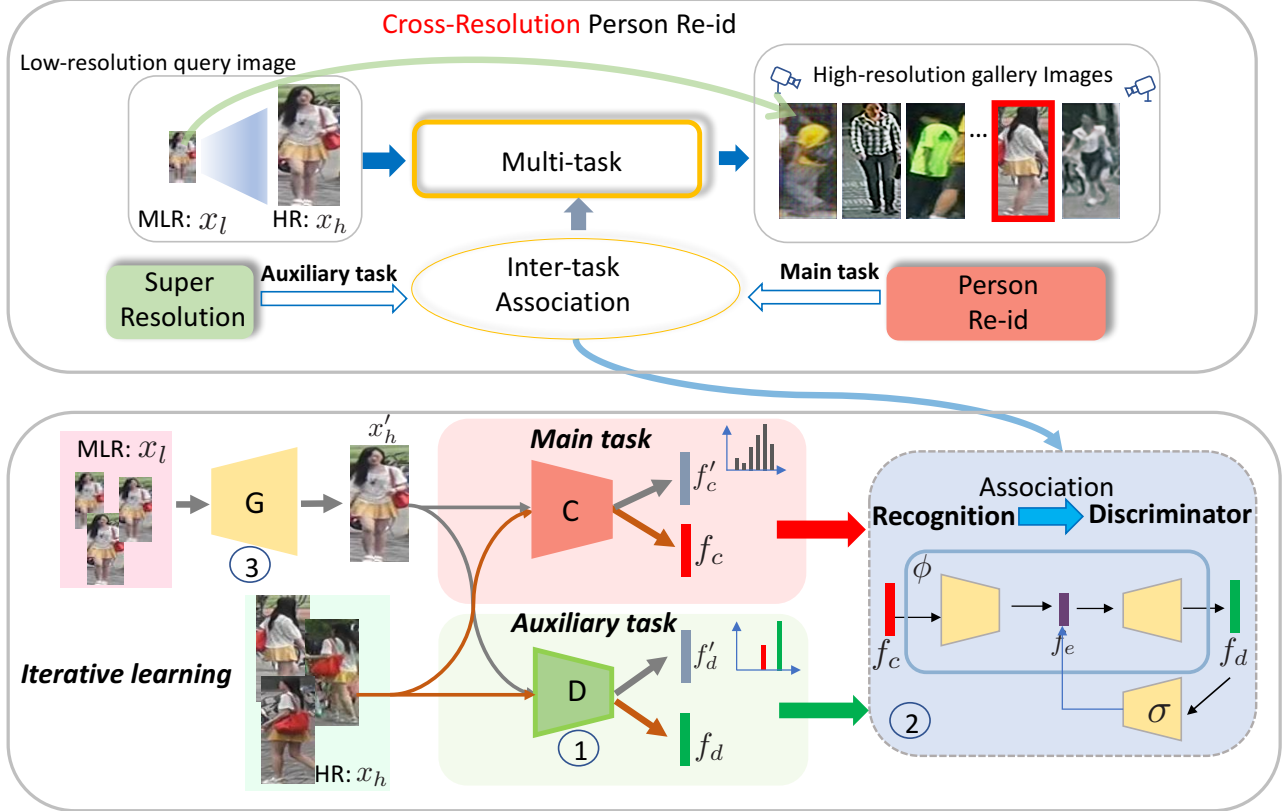 Cross-Resolution Person Re-id
Low-resolution query image
High-resolution gallery Images
...
Multi-task
MLR: x_l
HR: x_h
Super
Resolution
Auxiliary task
Inter-task
Association
Main task
Person
Re-id
MLR: x_l
x'_h
G
3
Main task
C
f'_c
f_c
Iterative learning
HR: x_h
Auxiliary task
D
1
f'_d
f_d
Association
Recognition Discriminator
ϕ
f_c
f_e
f_d
σ
2